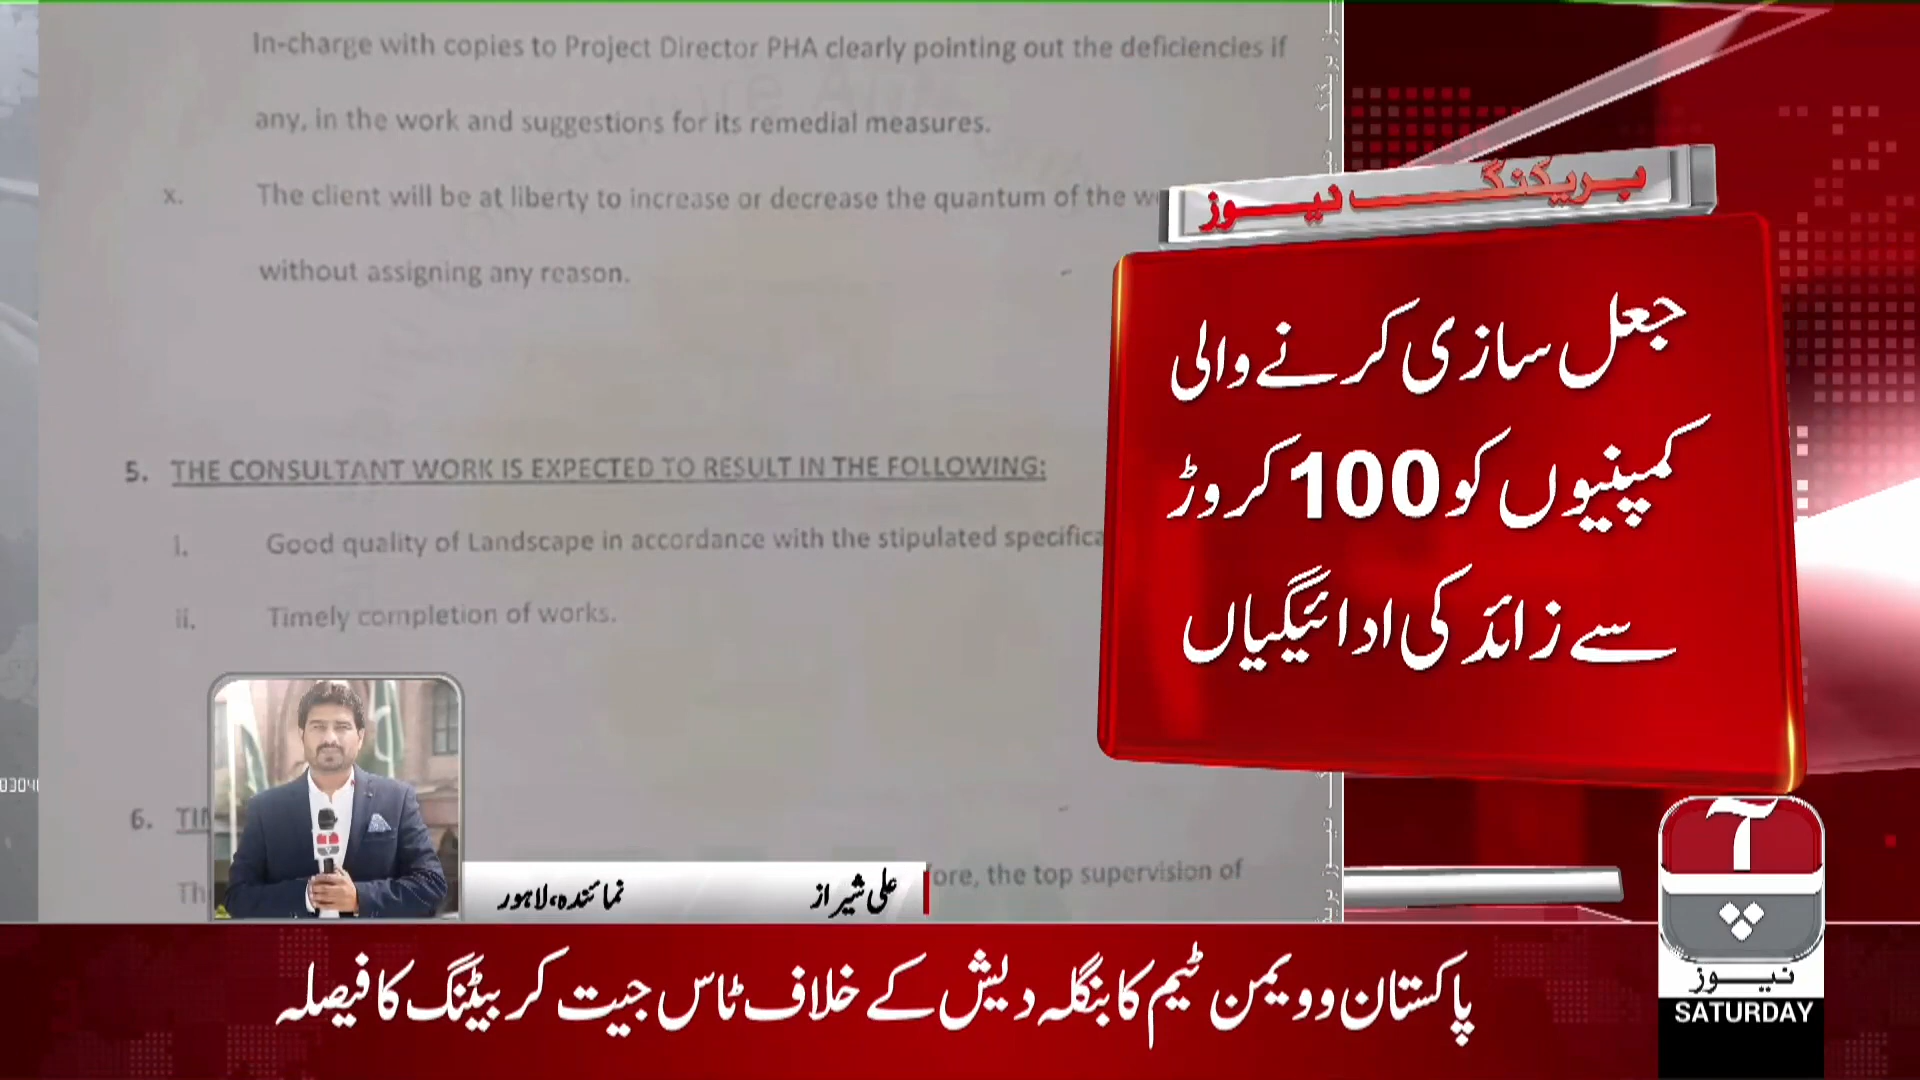 In-charge with copies to Project Director PHA clearly pointing out the deficiencies if
any, in the work and suggestions for its remedial measures.
x. The client will be at liberty to increase or decrease the quantum of the
without assigning any reason.
5. THE CONSULTANT WORK IS EXPECTED TO RESULT IN THE FOLLOWING:
i. Good quality of Landscape in accordance with the stipulated
ii. Timely completion of works.
6.
the top supervision of
بریکنگ نیوز
جعل سازی کرنے والی
کمپنیوں کو 100 کروڑ
سے زائد کی ادائیگیاں
علی شیراز
نمائندہ، لاہور
پاکستان وویمن ٹیم کا بنگلہ دیش کے خلاف ٹاس جیت کر بیٹنگ کا فیصلہ
آپ
نیوز
SATURDAY